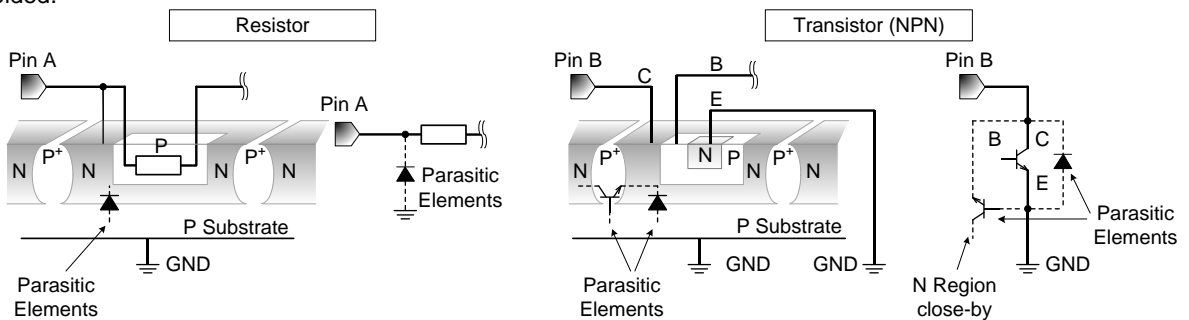 Resistor
Transistor (NPN)
Pin A
Pin A
N
P+
N
P
N
P+
N
Parasitic
Elements
P Substrate
GND
Parasitic
Elements
Pin B
C
B
E
N
P+
N
N
P
P+
N
N
P Substrate
GND
GND
Parasitic
Elements
Pin B
B
C
E
Parasitic
Elements
GND
N Region
close-by